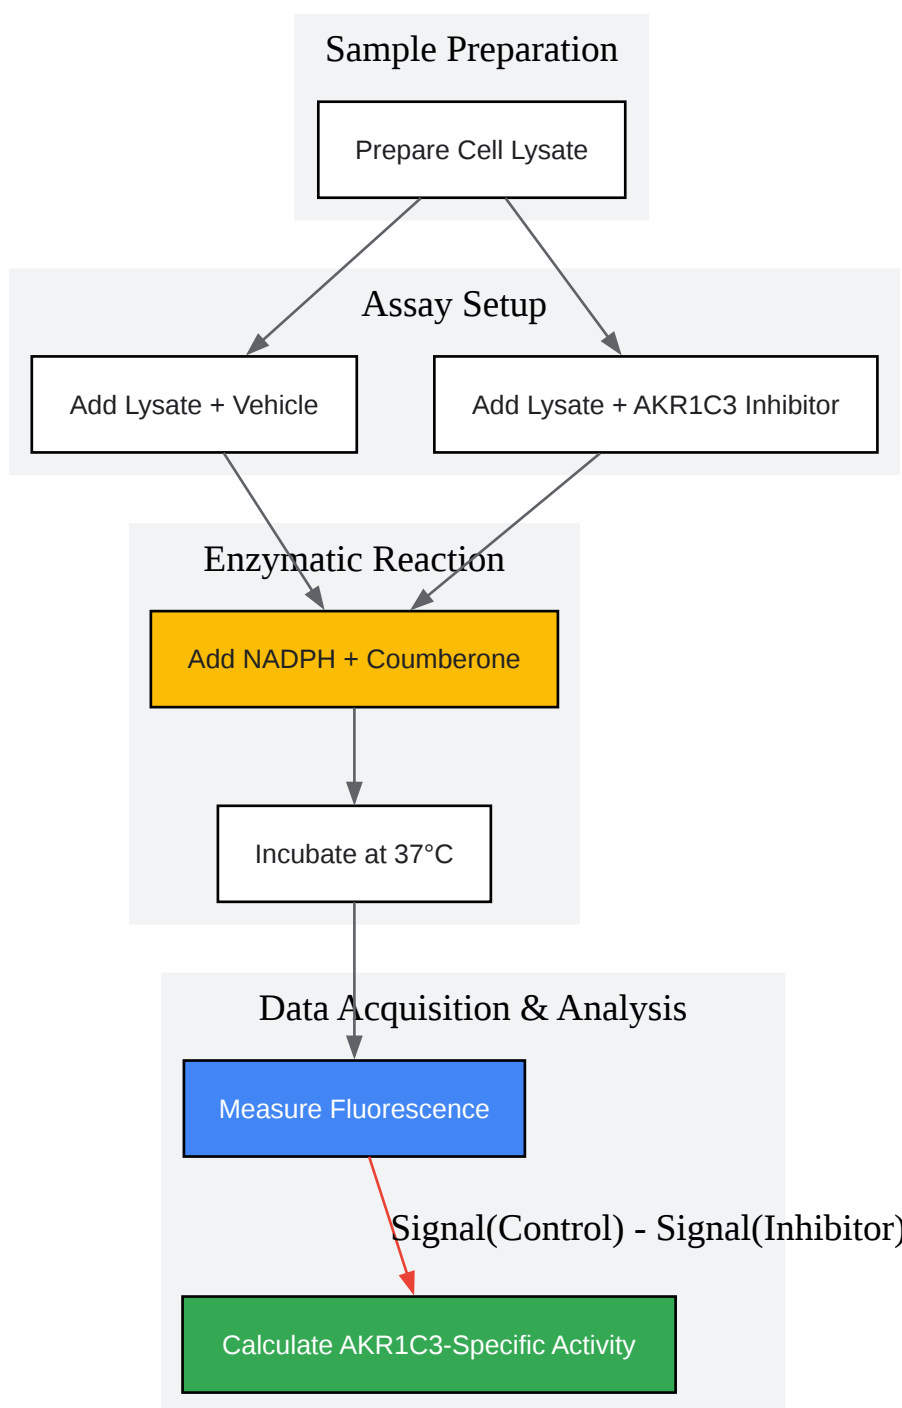 Sample Preparation
Prepare Cell Lysate
Assay Setup
Add Lysate + Vehicle
Add Lysate + AKR1C3 Inhibitor
Enzymatic Reaction
Add NADPH + Coumberone
Incubate at 37°C
Data Acquisition & Analysis
Measure Fluorescence
Signal(Control) - Signal(Inhibitor)
Calculate AKR1C3-Specific Activity